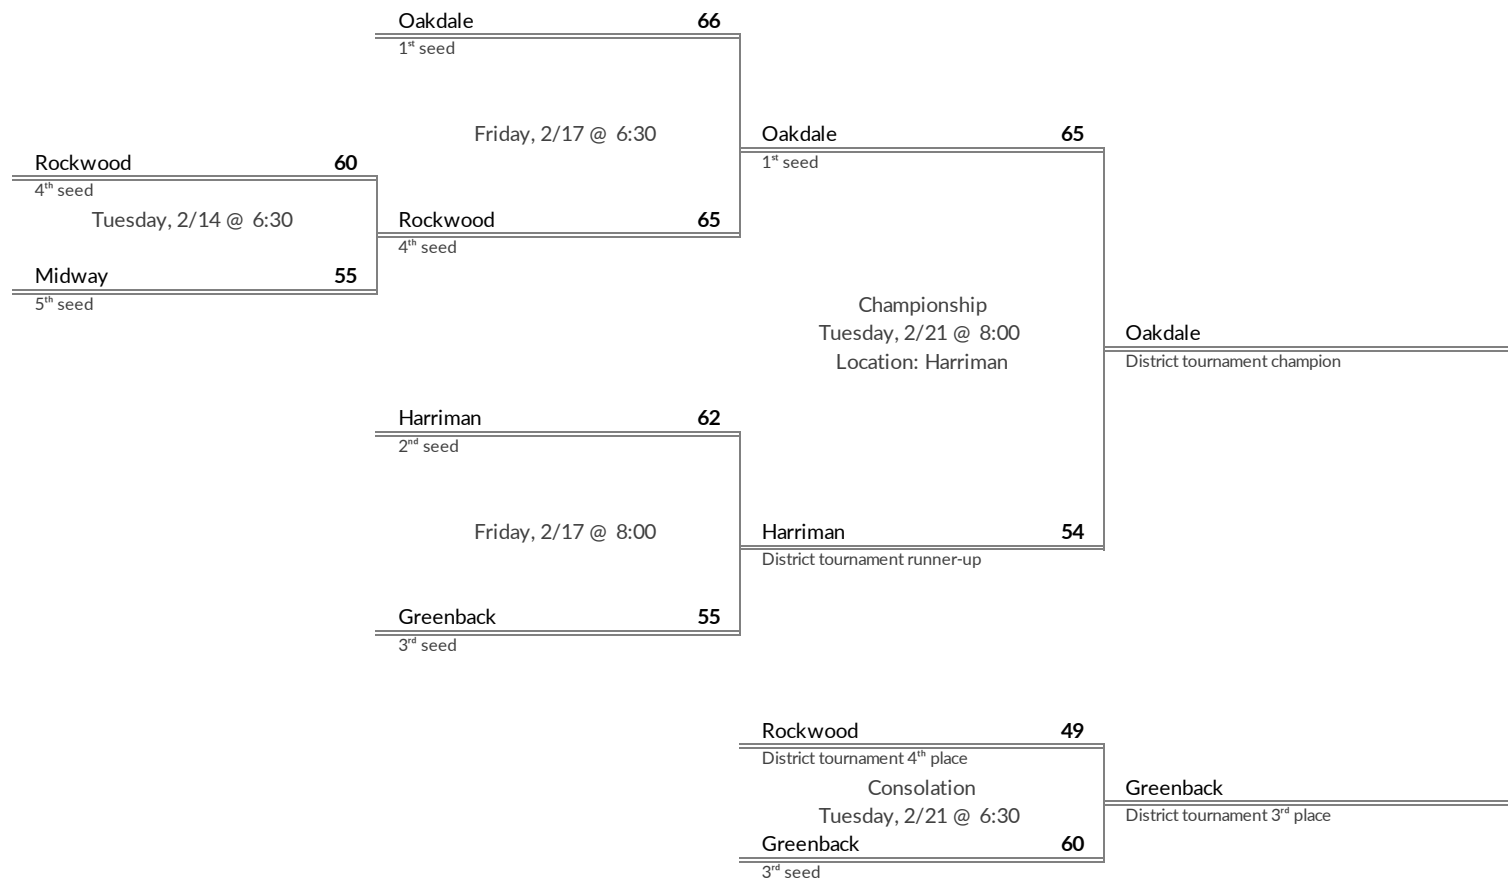 Oakdale 66
1st seed
Friday, 2/17 @ 6:30
Oakdale 65
1st seed
Rockwood 60
4th seed
Tuesday, 2/14 @ 6:30
Rockwood 65
4th seed
Midway 55
5th seed
Championship
Tuesday, 2/21 @ 8:00
Location: Harriman
Oakdale
District tournament champion
Harriman 62
2nd seed
Friday, 2/17 @ 8:00
Harriman 54
District tournament runner-up
Greenback 55
3rd seed
Rockwood 49
District tournament 4th place
Consolation
Tuesday, 2/21 @ 6:30
Greenback
District tournament 3rd place
Greenback 60
3rd seed